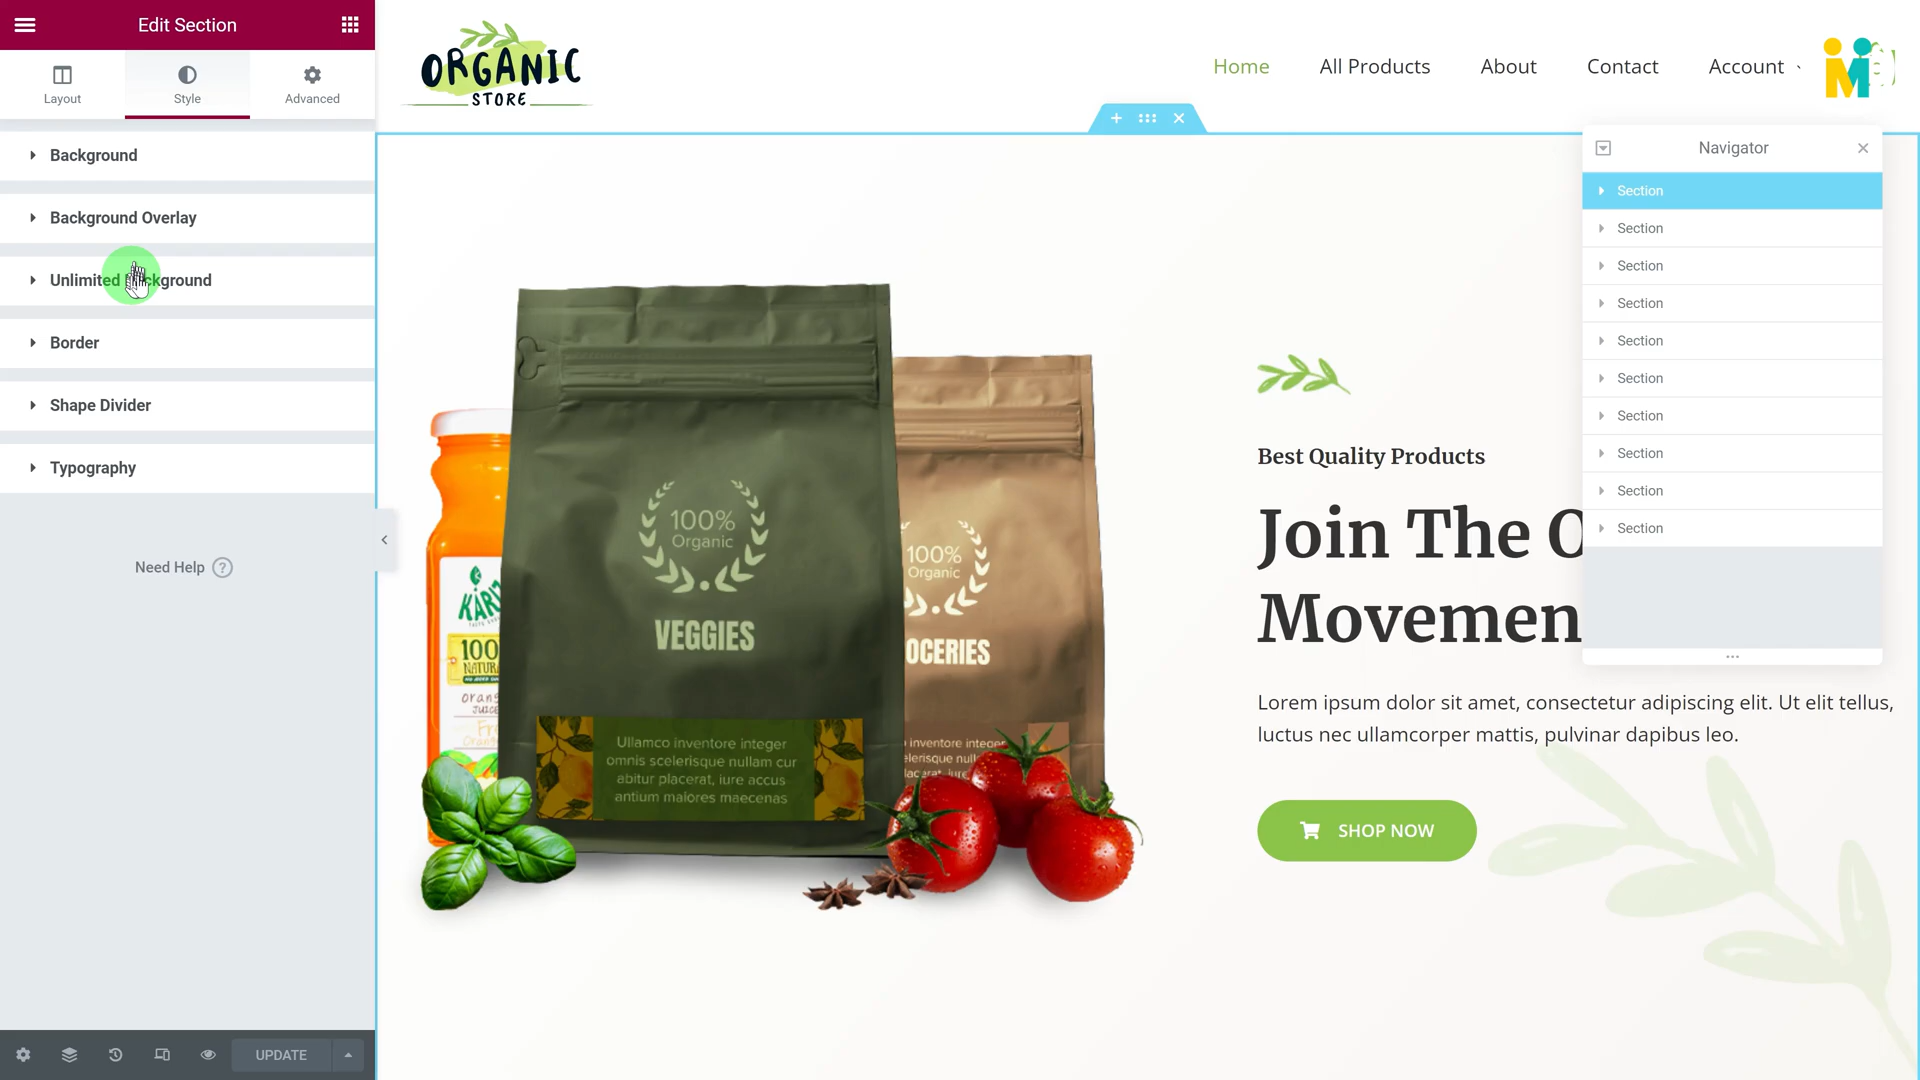 Edit Section
Layout
Style
Advanced
Background
Background Overlay
Unlimited
Border
Shape Divider
Typography
Need Help ?
UPDATE
ORGANIC
STORE
Home
All Products
About
Contact
Account
M
Navigator
Section
Section
Section
Section
Section
Section
Section
Section
Section
Section
100%
Organic
VEGGIES
Ullamco inventore integer
omnis scelerisque nullam cur
abitur placerat, iure accus
antium malores maecenas
100%
Organic
OCERIES
inventore integer
100
Best Quality Products
Join The
Lorem ipsum dolor sit amet, consectetur adipiscing elit. Ut elit tellus,
luctus nec ullamcorper mattis, pulvinar dapibus leo.
SHOP NOW